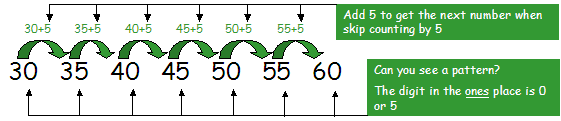 30+5 35+5 40+5 45+5 50+5 55+5
Add 5 to get the next number when
skip counting by 5
30 35 40 45 50 55 60
Can you see a pattern?
The digit in the ones place is 0
or 5